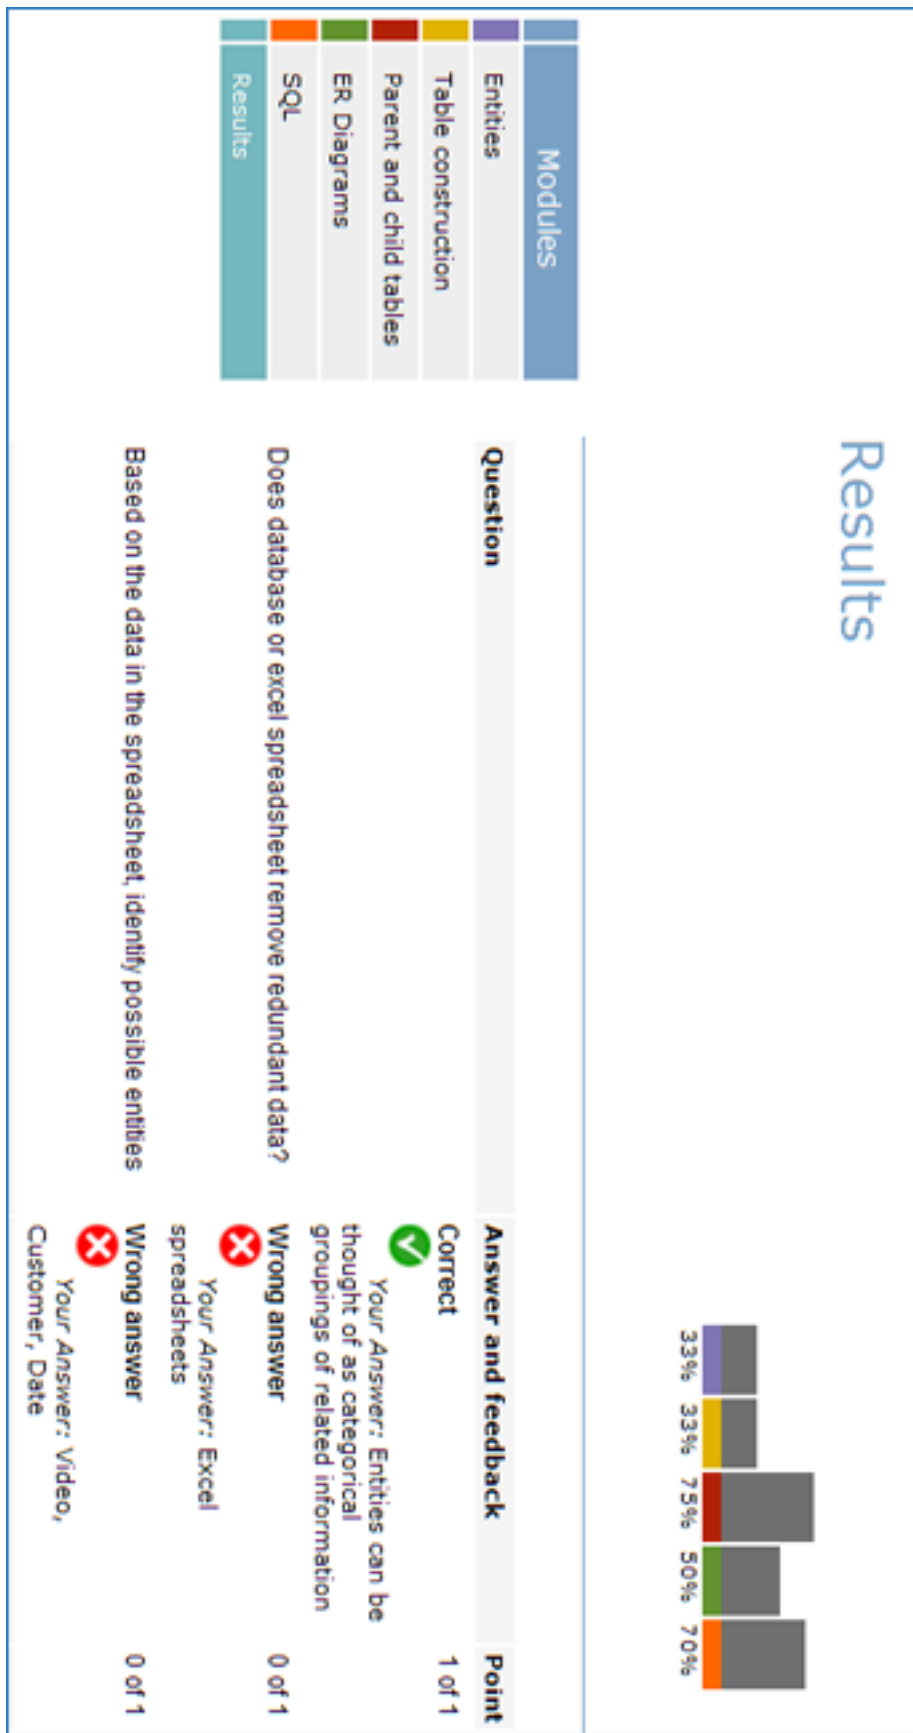 Results
33% 33% 75% 50% 70%
Modules
Entities
Table construction
Parent and child tables
ER Diagrams
SQL
Results
Question Answer and feedback Point
Correct 1 of 1
Your Answer: Entities can be
thought of as categorical
groupings of related information
Does database or excel spreadsheet remove redundant data? Wrong answer 0 of 1
Your Answer: Excel
spreadsheets
Based on the data in the spreadsheet, identify possible entities Wrong answer 0 of 1
Your Answer: Video,
Customer, Date